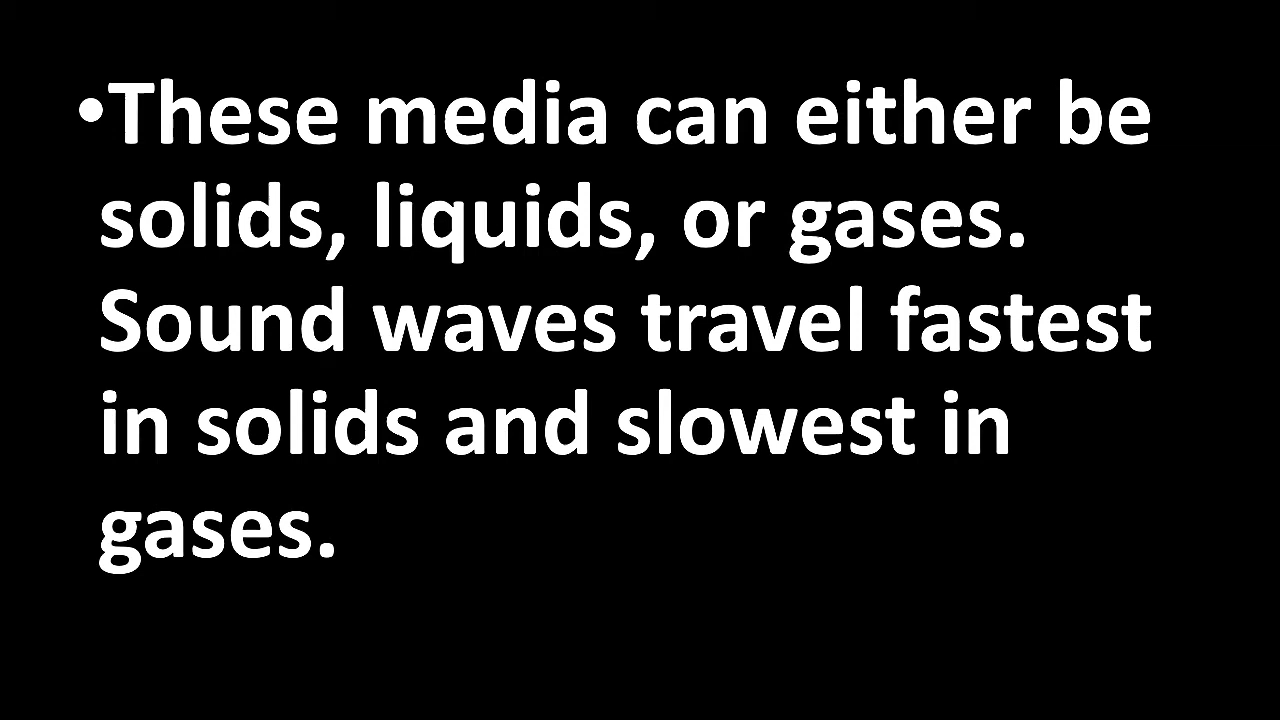 •These media can either be
solids, liquids, or gases.
Sound waves travel fastest
in solids and slowest in
gases.